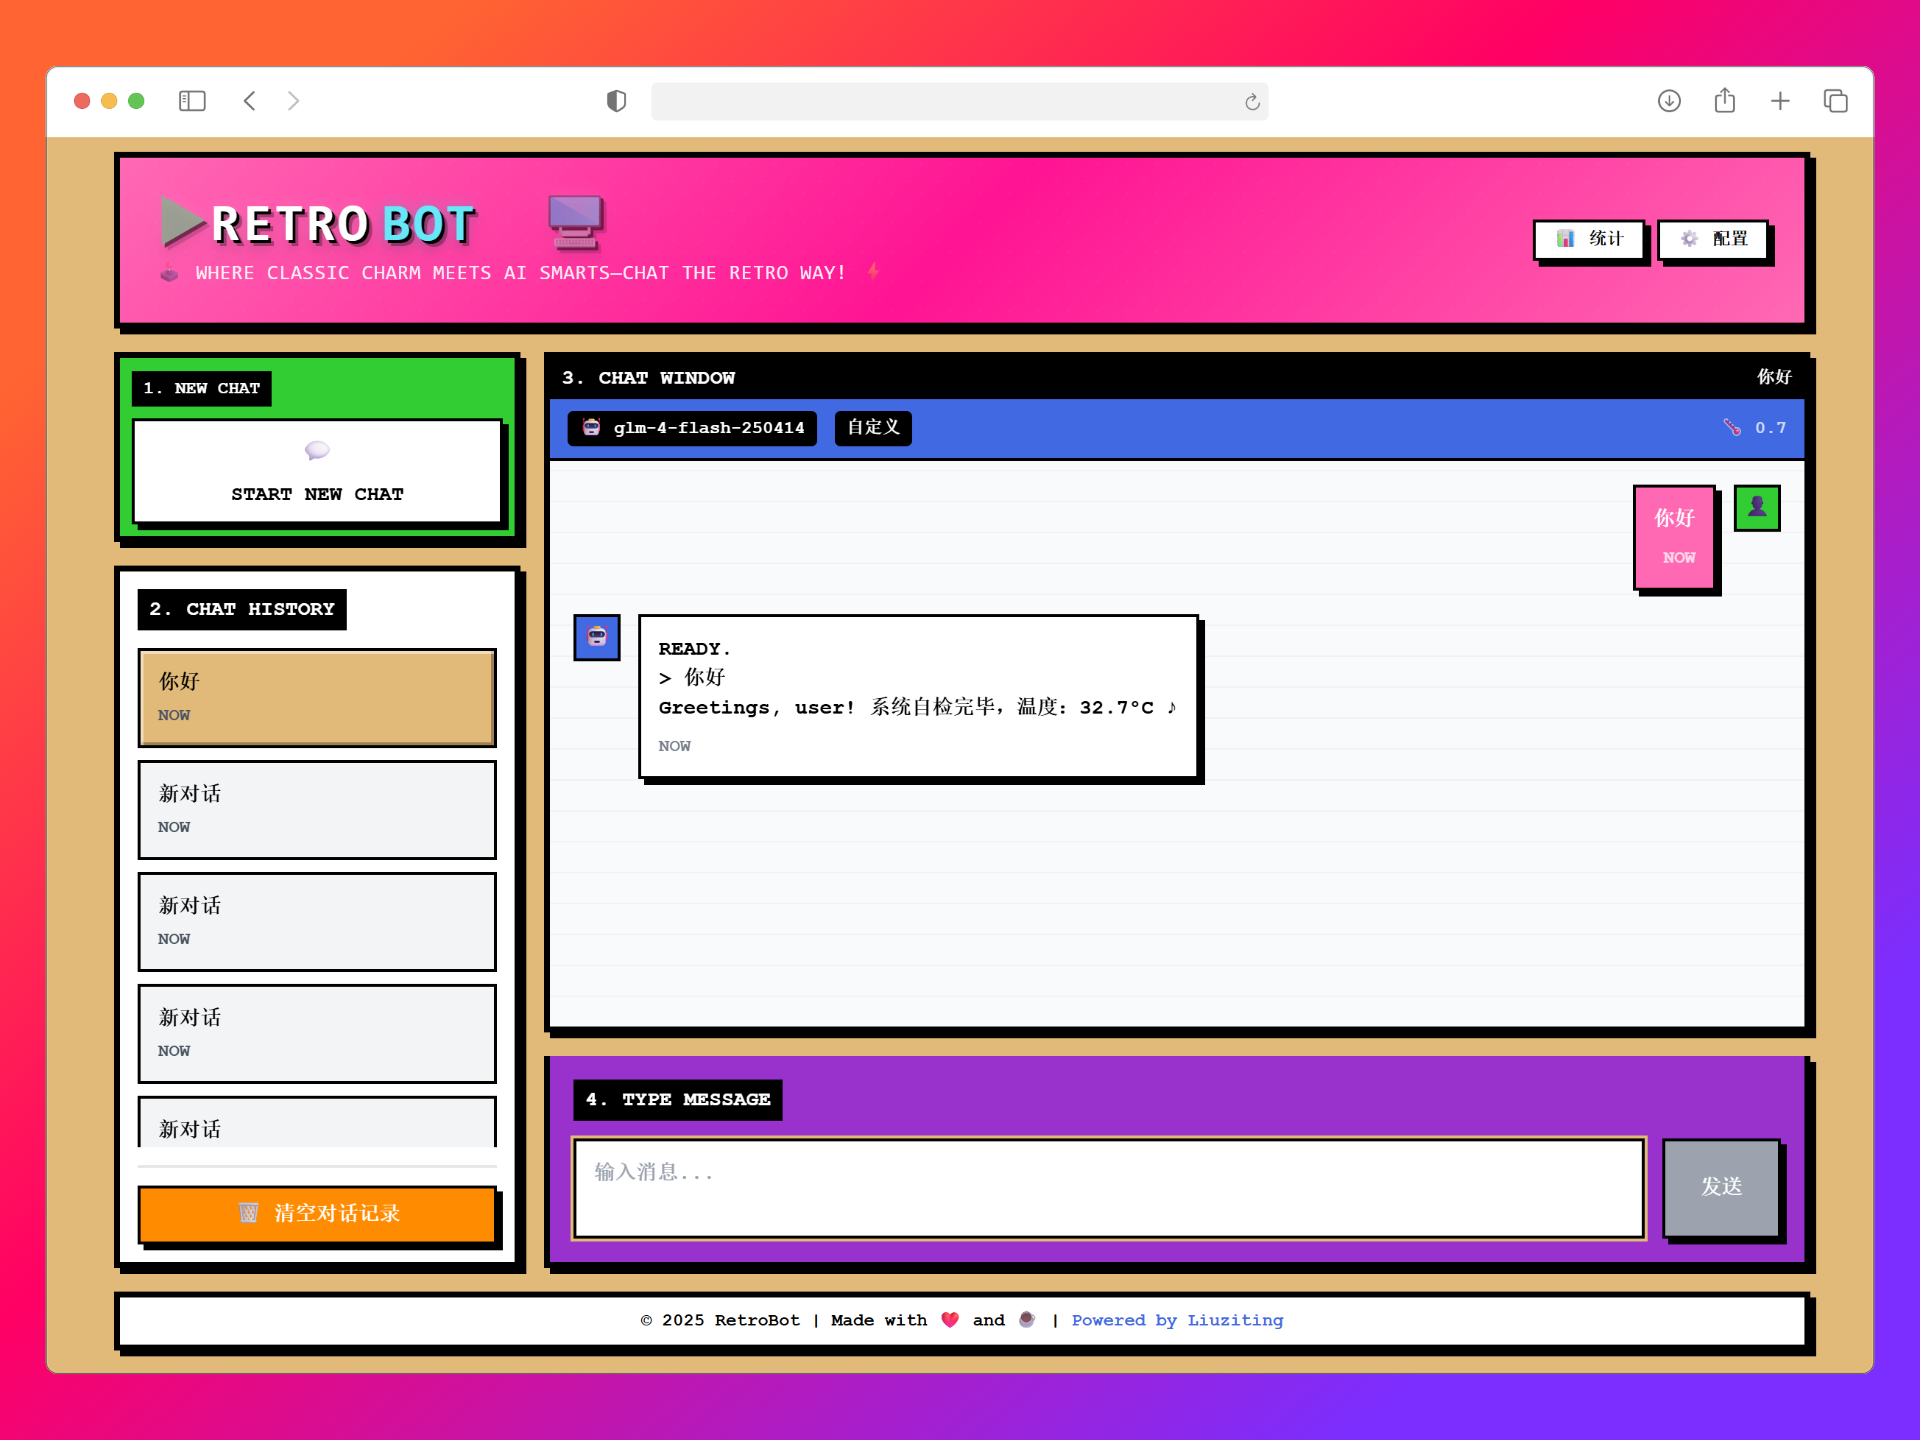 RETRO BOT
WHERE CLASSIC CHARM MEETS AI SMARTS—CHAT THE RETRO WAY!
统计
配置
1. NEW CHAT
START NEW CHAT
2. CHAT HISTORY
你好
NOW
新对话
NOW
新对话
NOW
新对话
NOW
新对话
清空对话记录
3. CHAT WINDOW
你好
glm-4-flash-250414
自定义
0.7
你好
NOW
READY.
> 你好
Greetings, user! 系统自检完毕，温度: 32.7°C ♪
NOW
4. TYPE MESSAGE
输入消息...
发送
© 2025 RetroBot | Made with ❤️ and ☕ | Powered by Liuziting